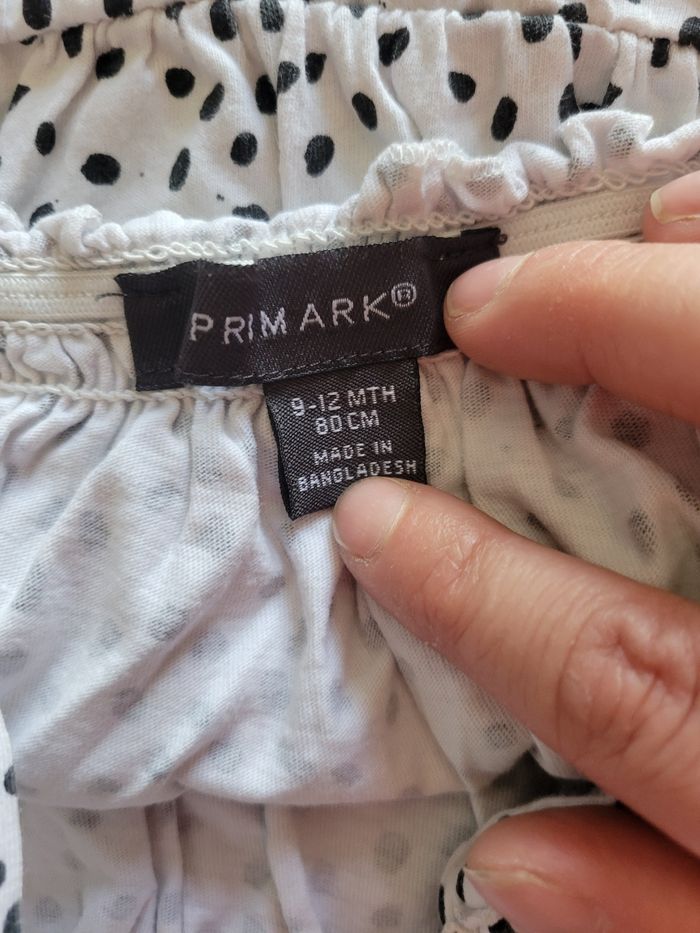 PRIMARK®
9-12 MTH
80 CM
MADE IN
BANGLADESH